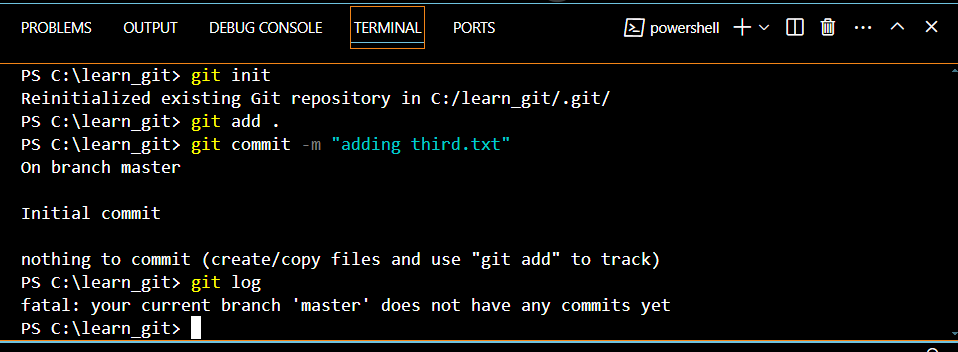 PROBLEMS OUTPUT DEBUG CONSOLE TERMINAL PORTS powershell
PS C:\learn_git> git init
Reinitialized existing Git repository in C:/learn_git/.git/
PS C:\learn_git> git add .
PS C:\learn_git> git commit -m "adding third.txt"
On branch master
Initial commit
nothing to commit (create/copy files and use "git add" to track)
PS C:\learn_git> git log
fatal: your current branch 'master' does not have any commits yet
PS C:\learn_git>